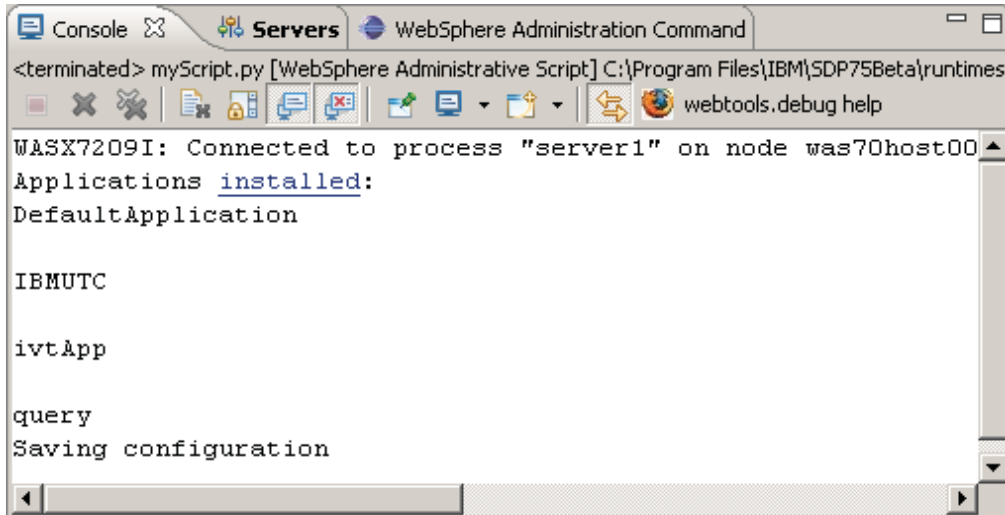 Console Servers WebSphere Administration Command
<terminated> myScript.py [WebSphere Administrative Script] C:\Program Files\IBM\SDP75Beta\runtimes
webtools.debug help
WASX7209I: Connected to process "server1" on node was70host00
Applications installed:
DefaultApplication
IBMUTC
ivtApp
query
Saving configuration